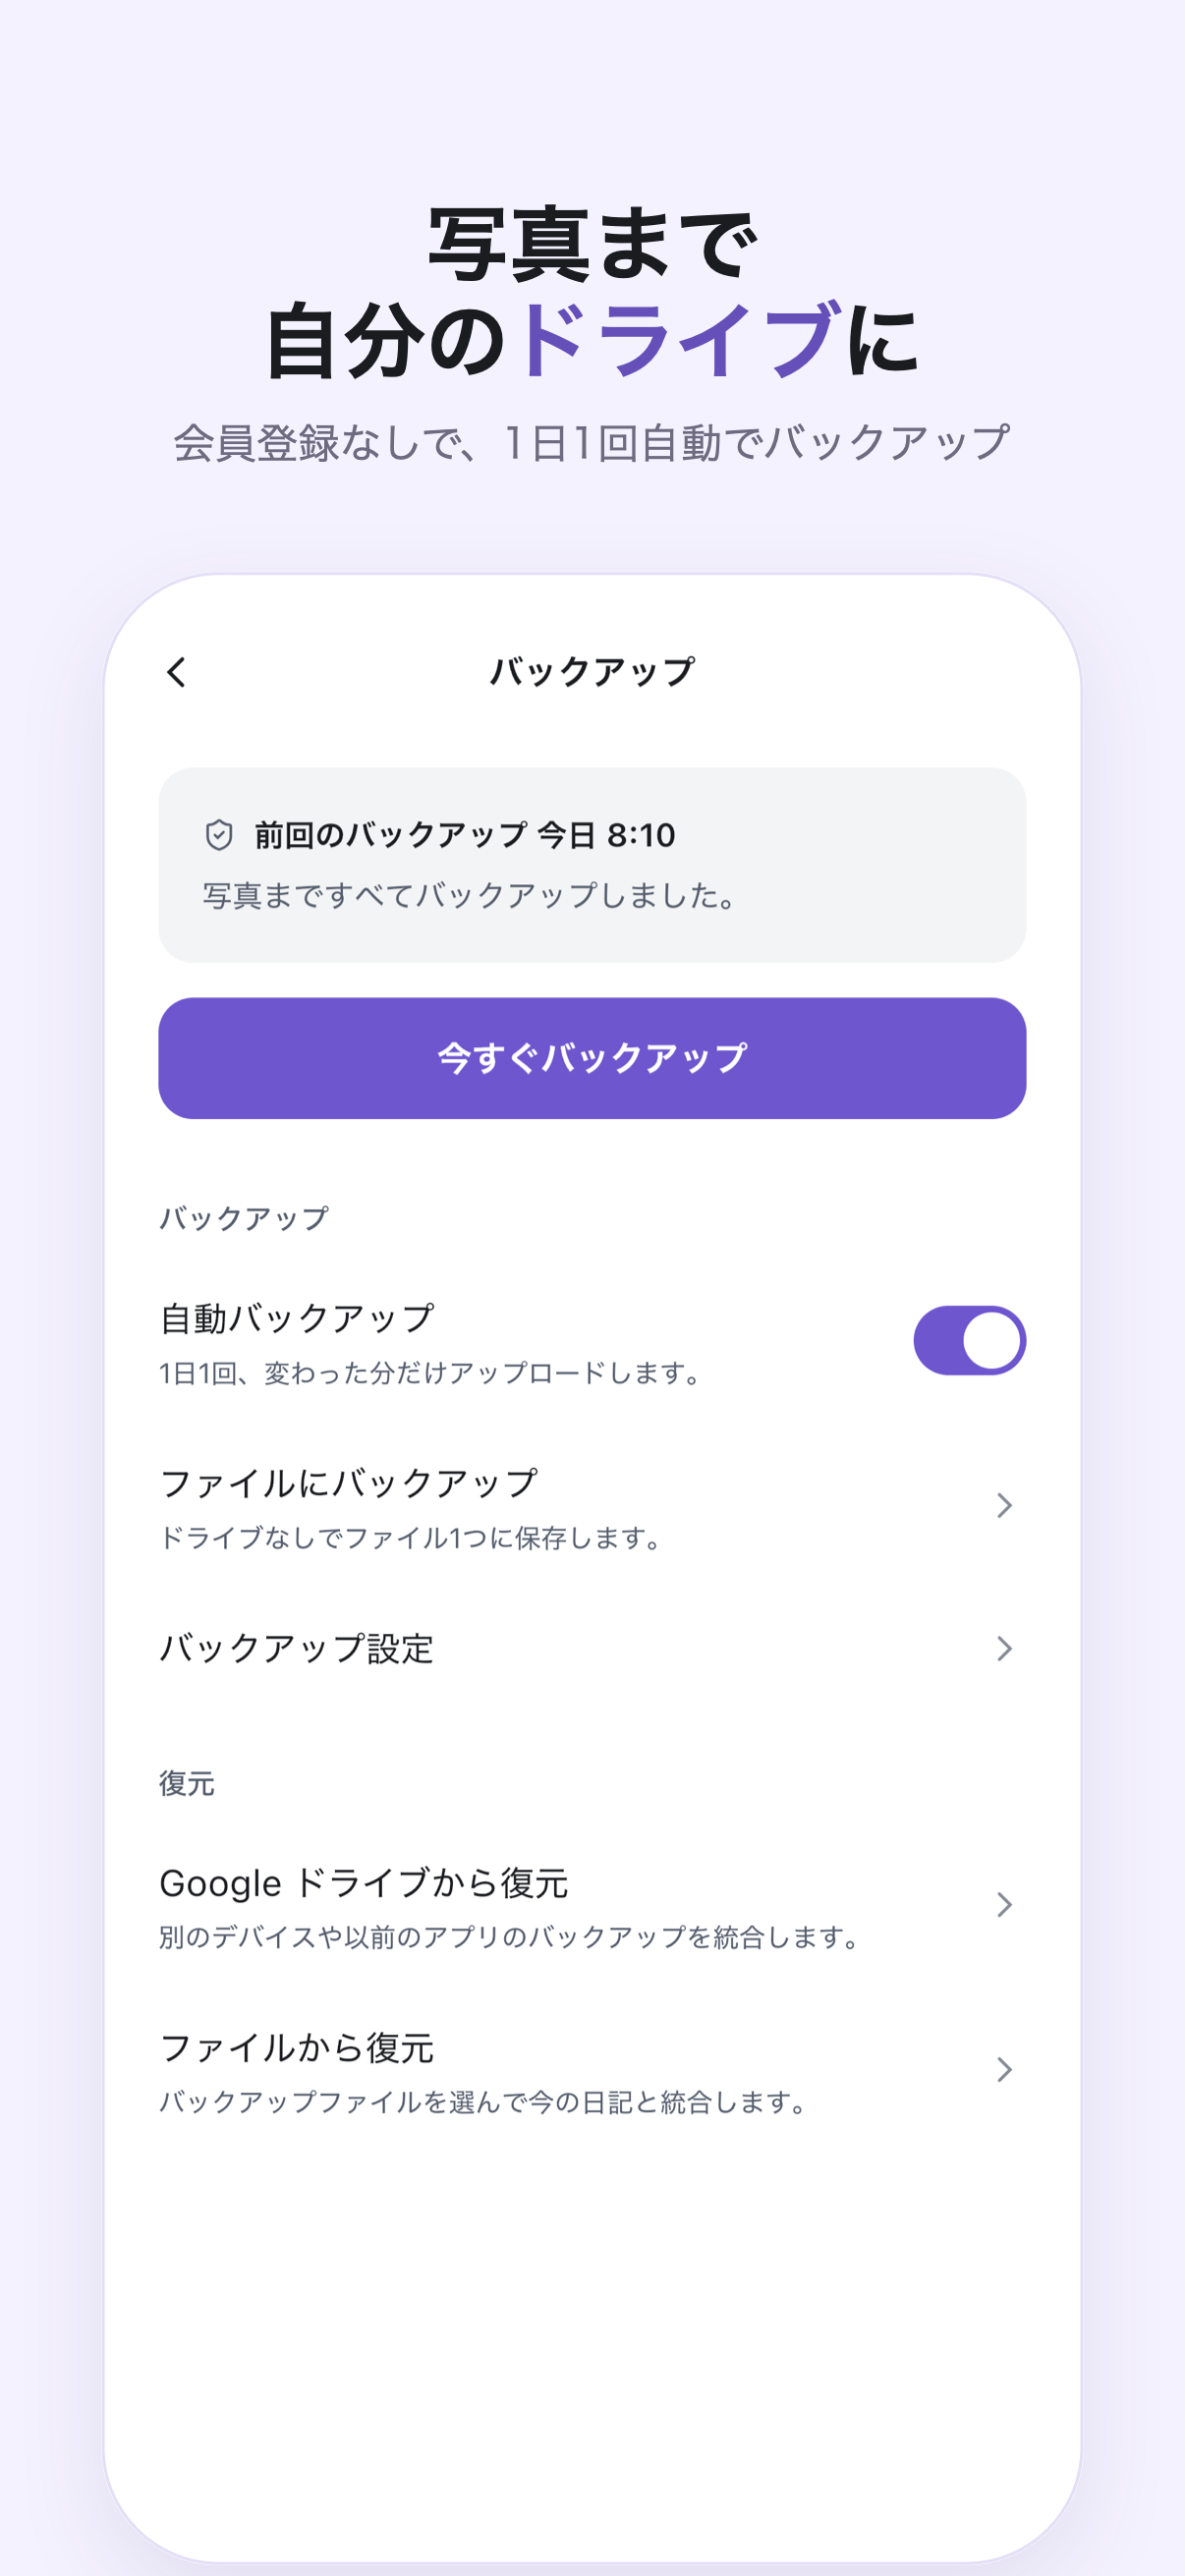 写真まで
自分のドライブに
会員登録なしで、1日1回自動でバックアップ
バックアップ
前回のバックアップ 今日 8:10
写真まですべてバックアップしました。
今すぐバックアップ
バックアップ
自動バックアップ
1日1回、変わった分だけアップロードします。
ファイルにバックアップ
ドライブなしでファイル1つに保存します。
バックアップ設定
復元
Google ドライブから復元
別のデバイスや以前のアプリのバックアップを統合します。
ファイルから復元
バックアップファイルを選んで今の日記と統合します。